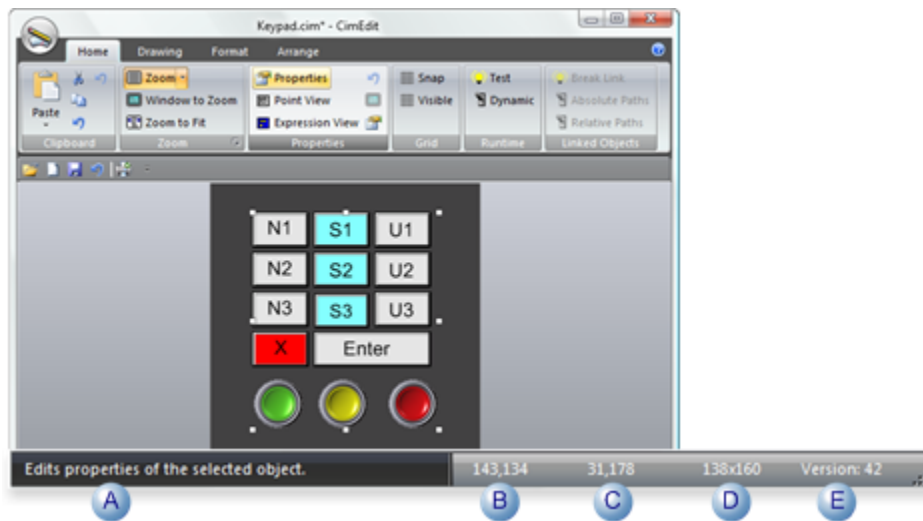 Keypad.cim* - CimEdit
Home Drawing Format Arrange
Paste
Clipboard
Zoom
Window to Zoom
Zoom to Fit
Zoom
Properties
Point View
Expression View
Properties
Snap
Visible
Grid
Test
Dynamic
Runtime
Break Link
Absolute Paths
Relative Paths
Linked Objects
N1 S1 U1
N2 S2 U2
N3 S3 U3
X Enter
Edits properties of the selected object. 143,134 31,178 138x160 Version: 42
A B C D E